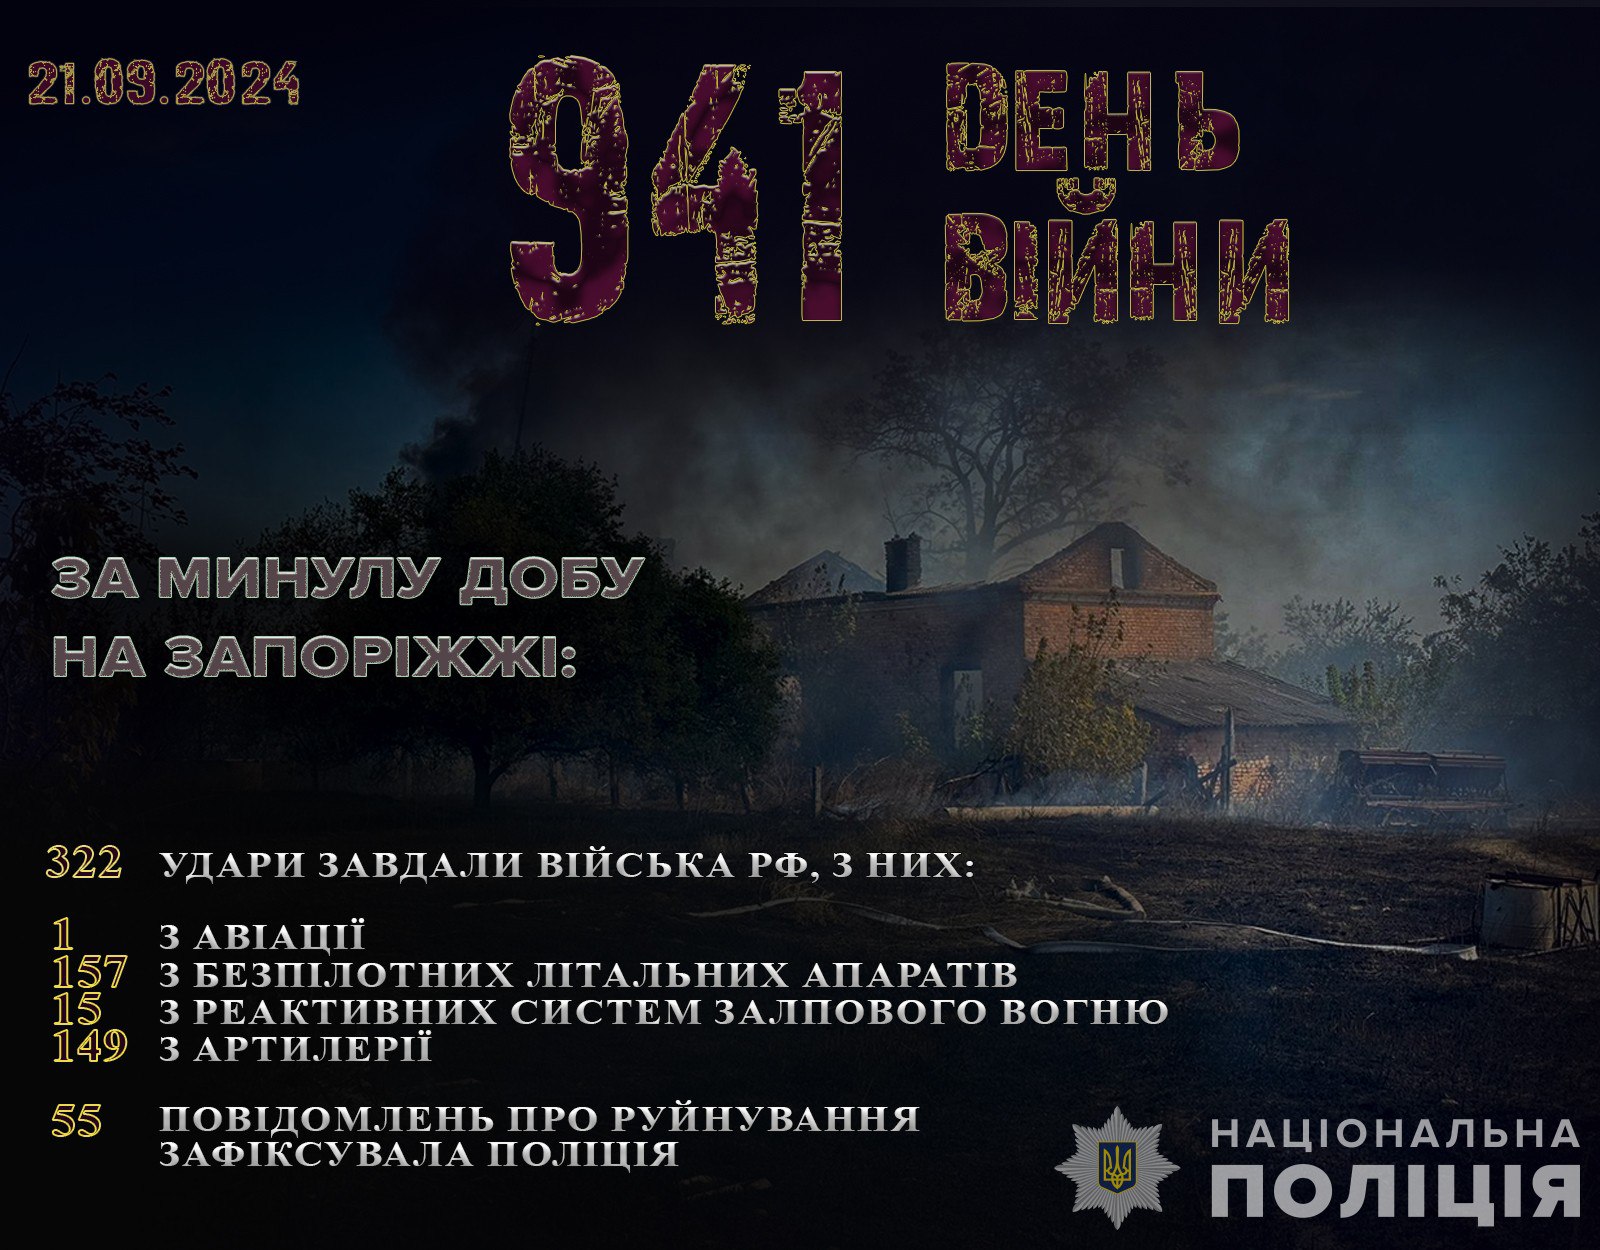 21.09.2024
941 ДЕНЬ
ВІЙНИ
ЗА МИНУЛУ ДОБУ
НА ЗАПОРІЖЖІ:
322 УДАРИ ЗАВДАЛИ ВІЙСЬКА РФ, З НИХ:
1 З АВІАЦІЇ
157 З БЕЗПІЛОТНИХ ЛІТАЛЬНИХ АПАРАТІВ
15 З РЕАКТИВНИХ СИСТЕМ ЗАЛПОВОГО ВОГНЮ
149 З АРТИЛЕРІЇ
55 ПОВІДОМЛЕНЬ ПРО РУЙНУВАННЯ
ЗАФІКСУВАЛА ПОЛІЦІЯ
НАЦІОНАЛЬНА
ПОЛІЦІЯ